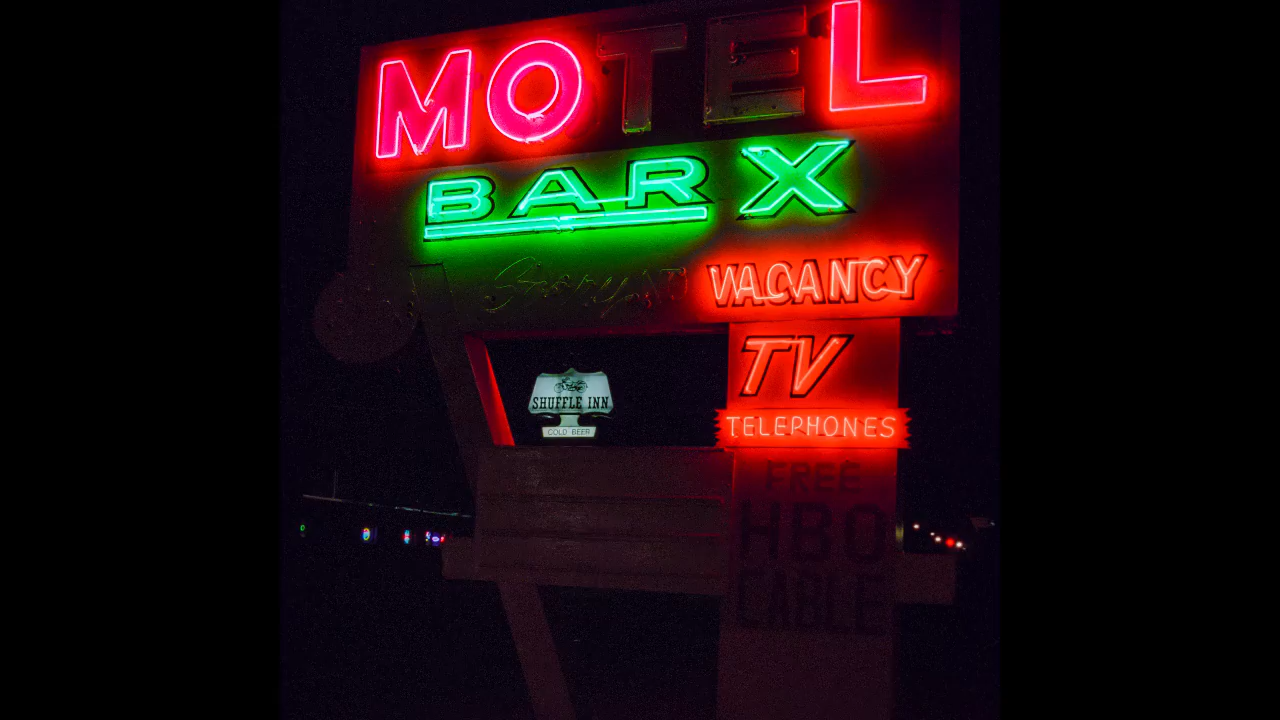 MOTEL
BAR X
VACANCY
TV
TELEPHONES
SHUFFLE INN
COLD BEER
FREE
HBO
CABLE